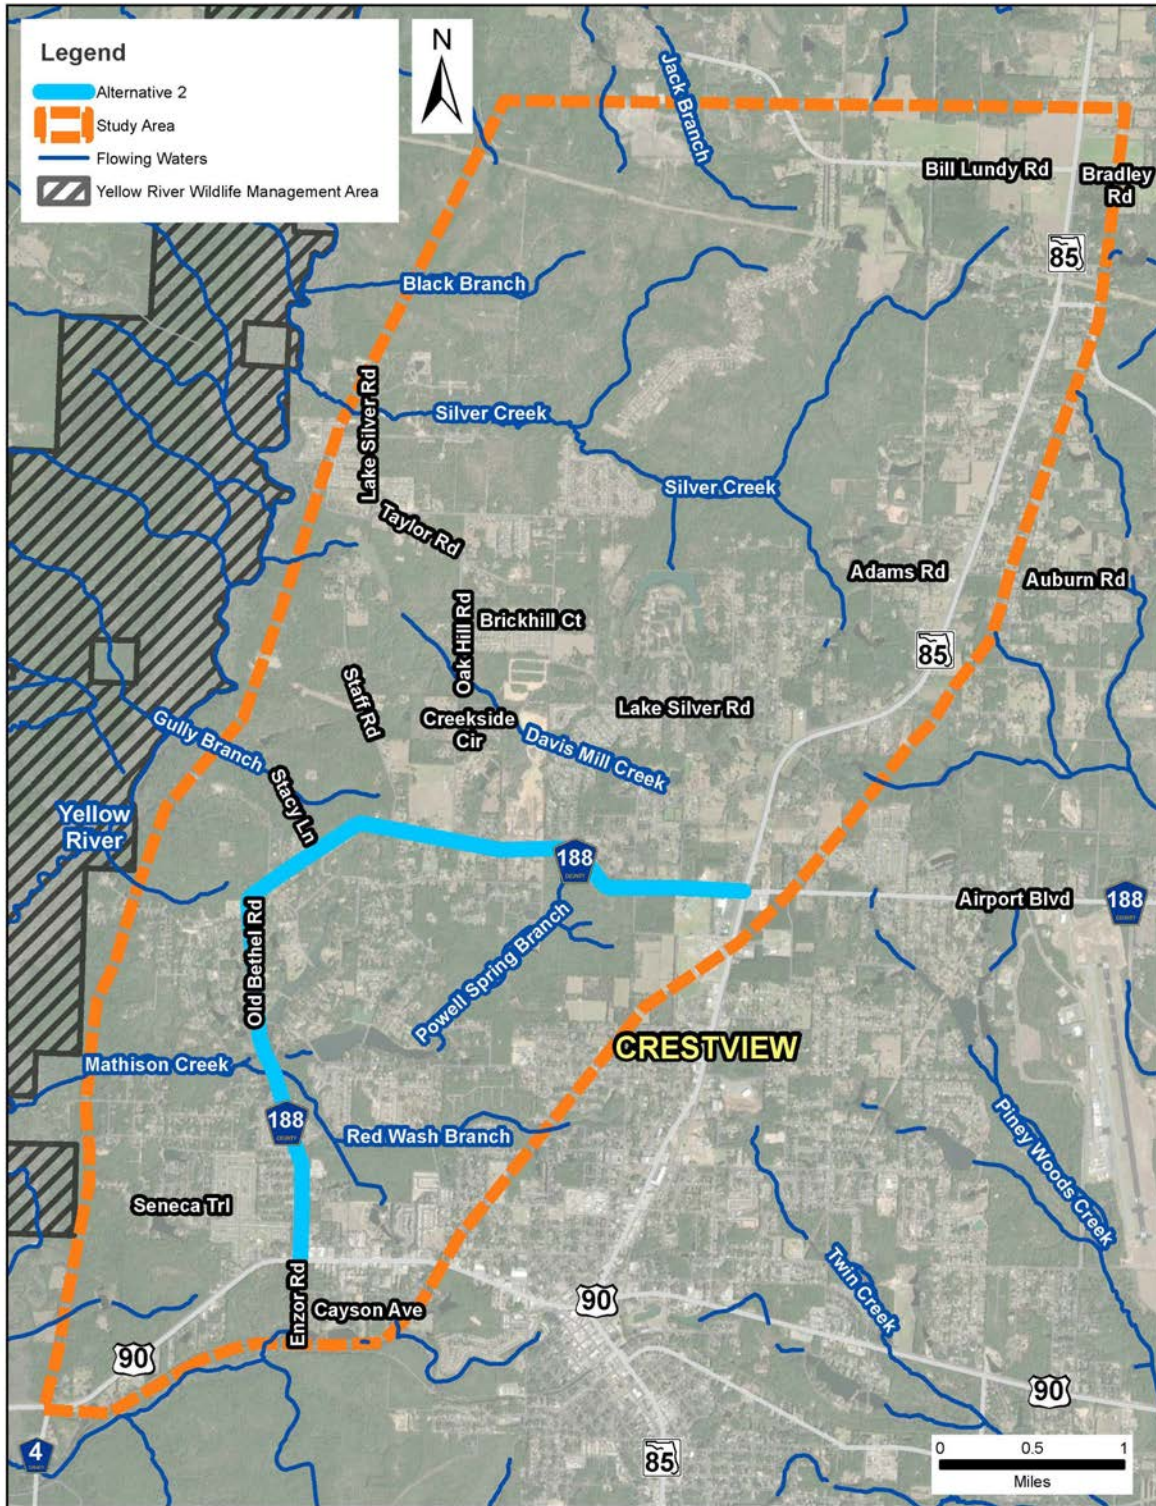 Legend
Alternative 2
Study Area
Flowing Waters
Yellow River Wildlife Management Area
N
Jack Branch
Bill Lundy Rd
Bradley
Rd
85
Black Branch
Lake Silver Rd
Silver Creek
Silver Creek
Taylor Rd
Adams Rd
Auburn Rd
Oak Hill Rd
Brickhill Ct
85
Staff Rd
Lake Silver Rd
Creekside
Cir
Gully Branch
Davis Mill Creek
Stacy Ln
Yellow
River
188
COUNTY
Airport Blvd
188
COUNTY
Old Bethel Rd
Powell Spring Branch
CRESTVIEW
Mathison Creek
188
COUNTY
Red Wash Branch
Piney Woods Creek
Seneca Trl
Twin Creek
Enzor Rd
Cayson Ave
90
90
90
4
COUNTY
85
0 0.5 1
Miles